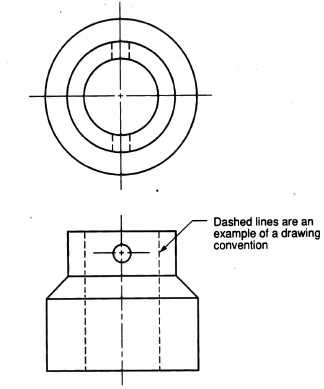 Dashed lines are an
example of a drawing
convention